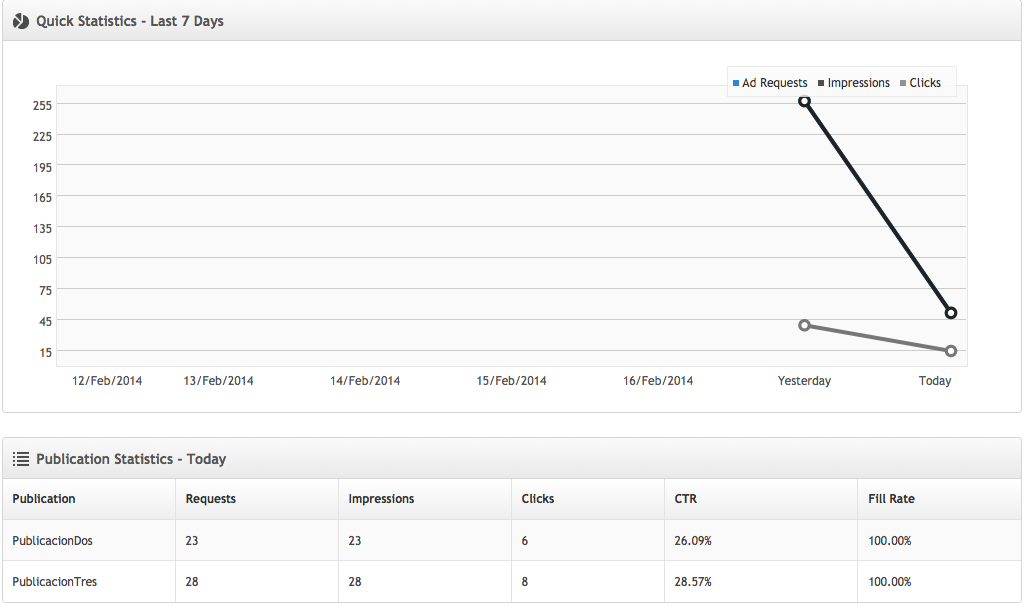 Quick Statistics - Last 7 Days
Ad Requests Impressions Clicks
255
225
195
165
135
105
75
45
15
12/Feb/2014 13/Feb/2014 14/Feb/2014 15/Feb/2014 16/Feb/2014 Yesterday Today
Publication Statistics - Today
Publication Requests Impressions Clicks CTR Fill Rate
PublicacionDos 23 23 6 26.09% 100.00%
PublicacionTres 28 28 8 28.57% 100.00%